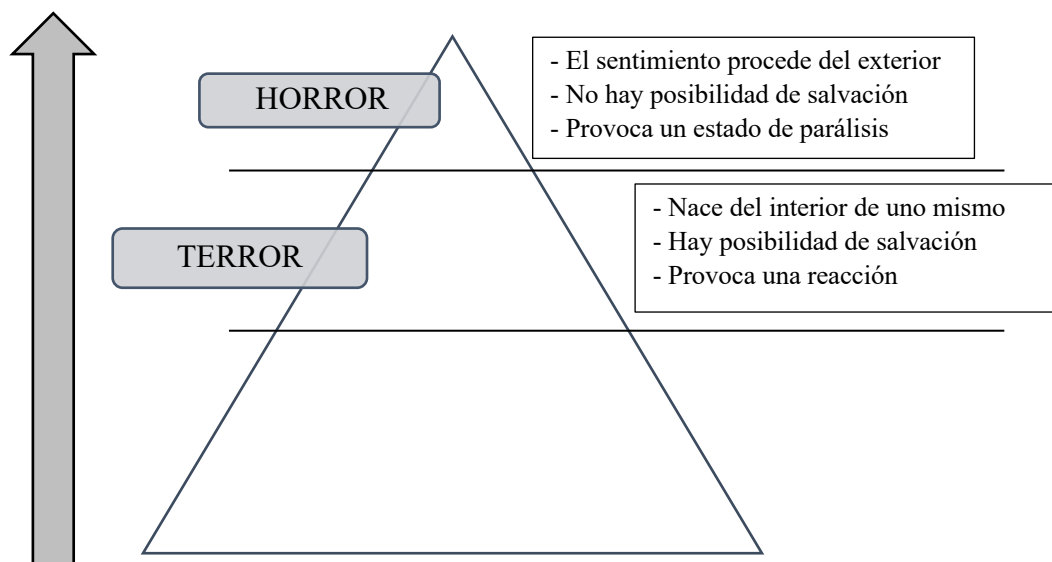 HORROR
- El sentimiento procede del exterior
- No hay posibilidad de salvación
- Provoca un estado de parálisis
TERROR
- Nace del interior de uno mismo
- Hay posibilidad de salvación
- Provoca una reacción